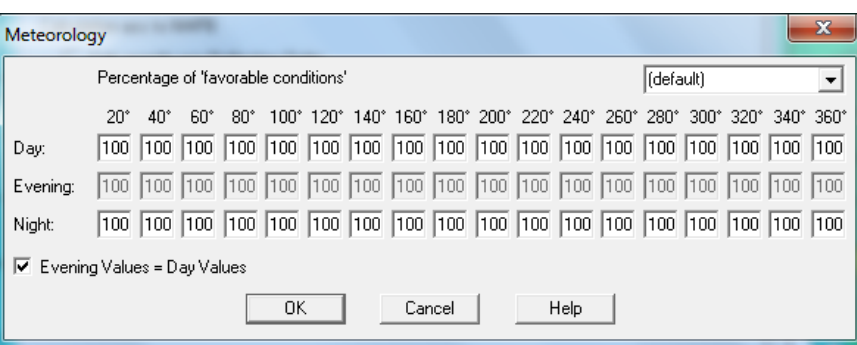 Meteorology
Percentage of 'favorable conditions' (default)
20° 40° 60° 80° 100° 120° 140° 160° 180° 200° 220° 240° 260° 280° 300° 320° 340° 360°
Day: 100 100 100 100 100 100 100 100 100 100 100 100 100 100 100 100 100 100
Evening: 100 100 100 100 100 100 100 100 100 100 100 100 100 100 100 100 100 100
Night: 100 100 100 100 100 100 100 100 100 100 100 100 100 100 100 100 100 100
Evening Values = Day Values
OK Cancel Help